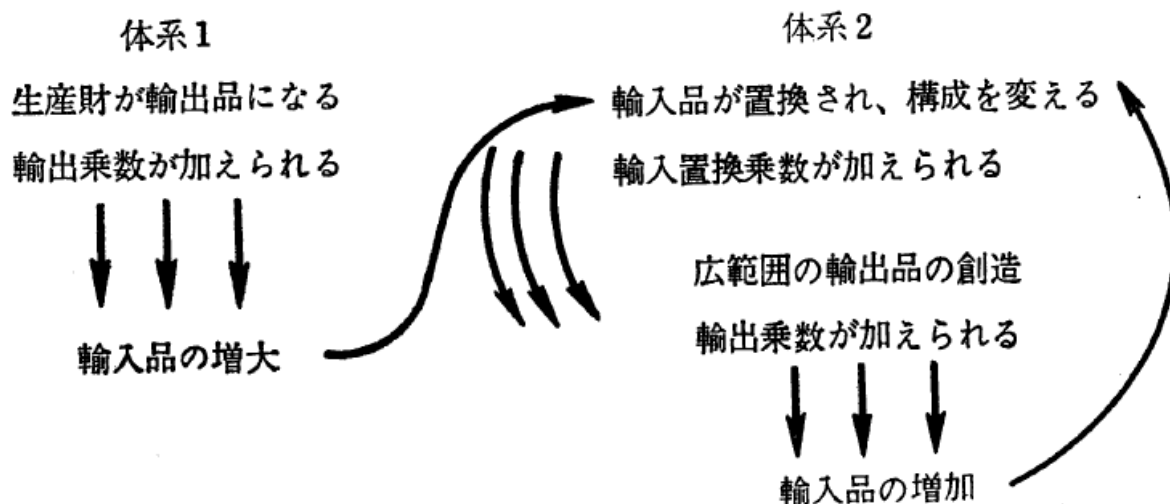 体系1
生産財が輸出品になる
輸出乗数が加えられる
輸入品の増大
体系2
輸入品が置換され、構成を変える
輸入置換乗数が加えられる
広範囲の輸出品の創造
輸出乗数が加えられる
輸入品の増加